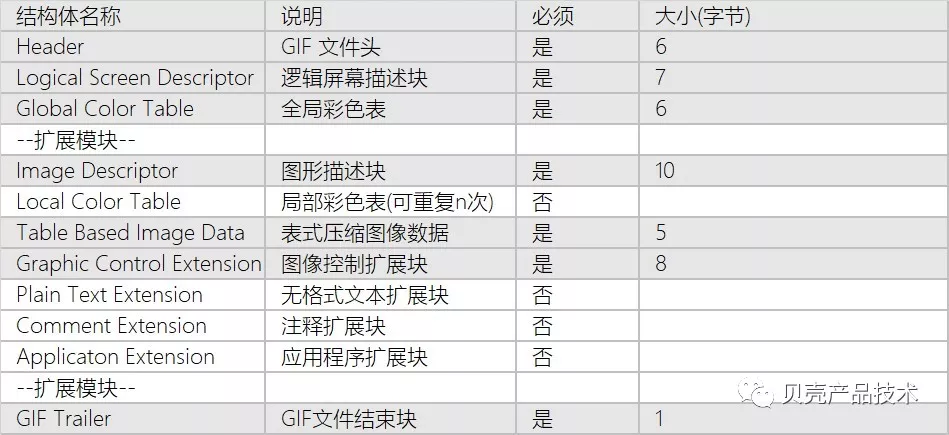 结构体名称 说明 必须 大小(字节)
Header GIF 文件头 是 6
Logical Screen Descriptor 逻辑屏幕描述块 是 7
Global Color Table 全局彩色表 是 6
--扩展模块--
Image Descriptor 图形描述块 是 10
Local Color Table 局部彩色表(可重复n次) 否
Table Based Image Data 表式压缩图像数据 是 5
Graphic Control Extension 图像控制扩展块 是 8
Plain Text Extension 无格式文本扩展块 否
Comment Extension 注释扩展块 否
Applicaton Extension 应用程序扩展块 否
--扩展模块--
贝壳产品技术
GIF Trailer GIF文件结束块 是 1